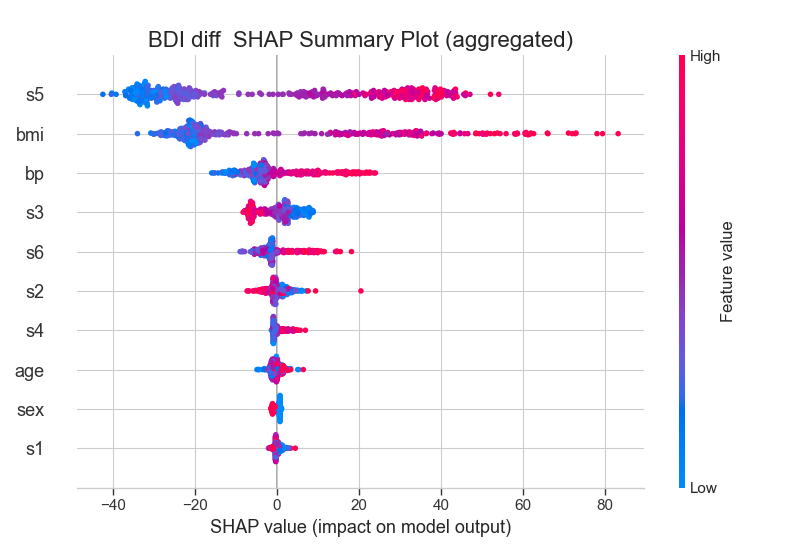 BDI diff  SHAP Summary Plot (aggregated)
High
s5
bmi
bp
s3
s6
s2
s4
age
sex
s1
Feature value
Low
−40 −20 0 20 40 60 80
SHAP value (impact on model output)